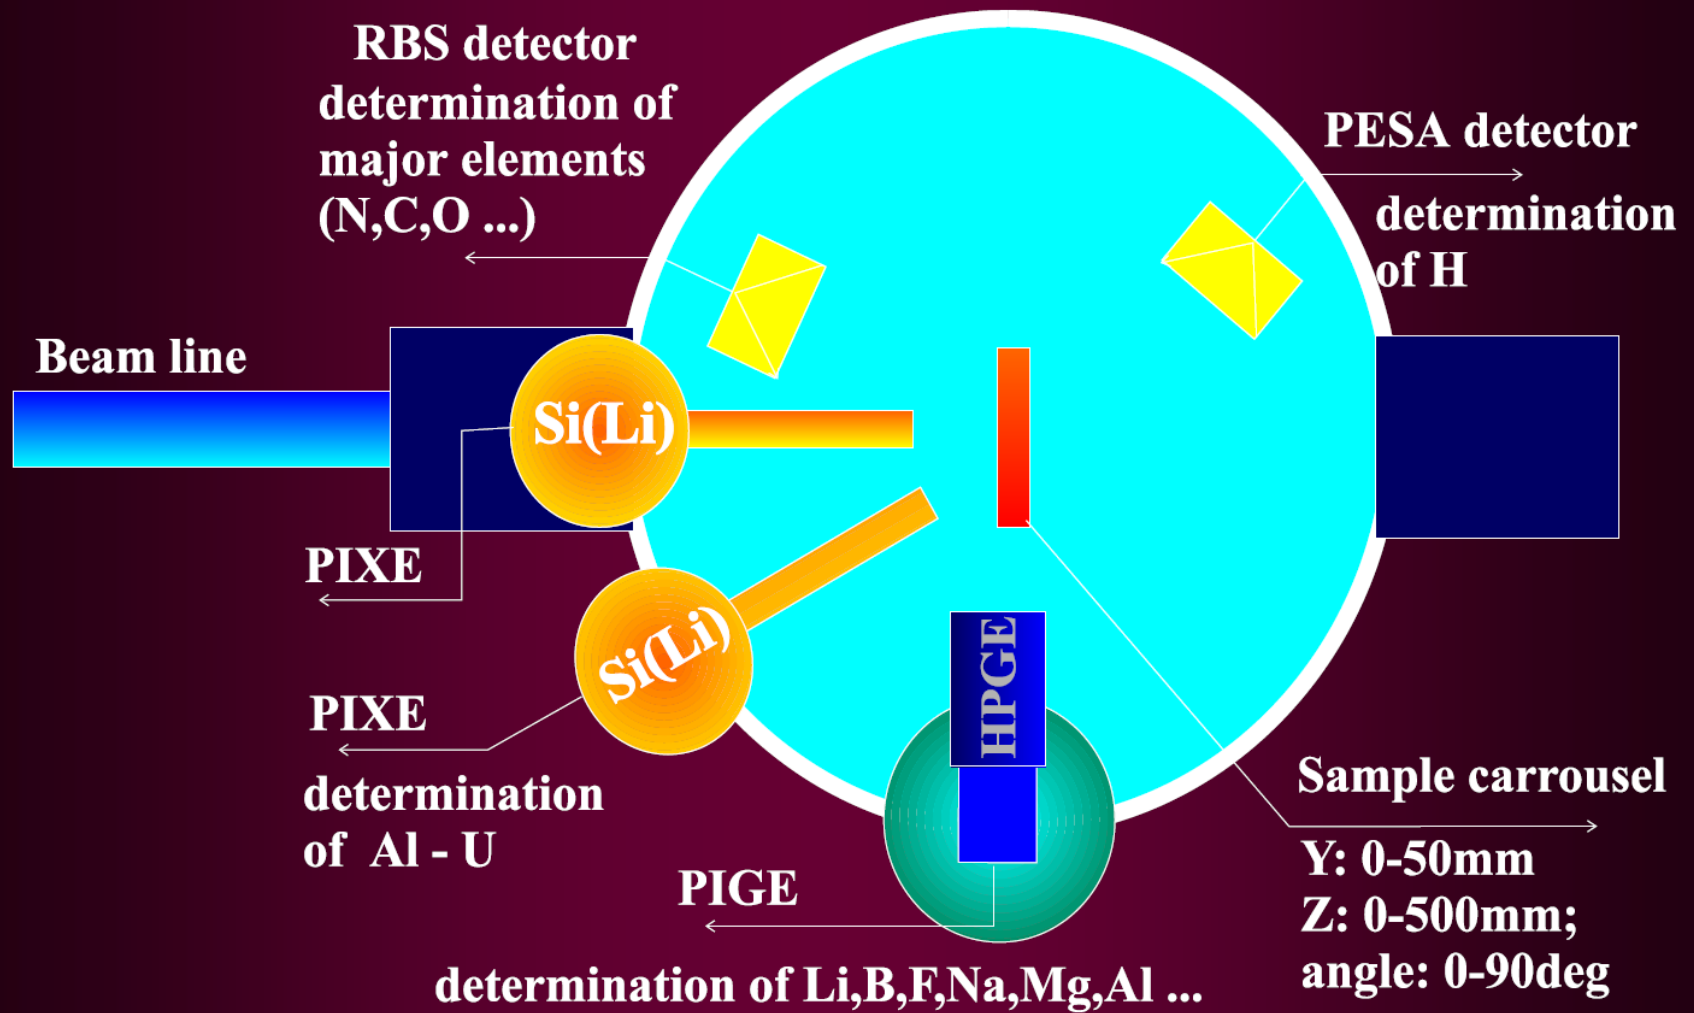 RBS detector
determination of
major elements
(N,C,O ...)
PESA detector
determination
of H
Beam line
Si(Li)
PIXE
Si(Li)
PIXE
determination
of Al - U
HPGE
PIGE
determination of Li,B,F,Na,Mg,Al ...
Sample carrousel
Y: 0-50mm
Z: 0-500mm;
angle: 0-90deg